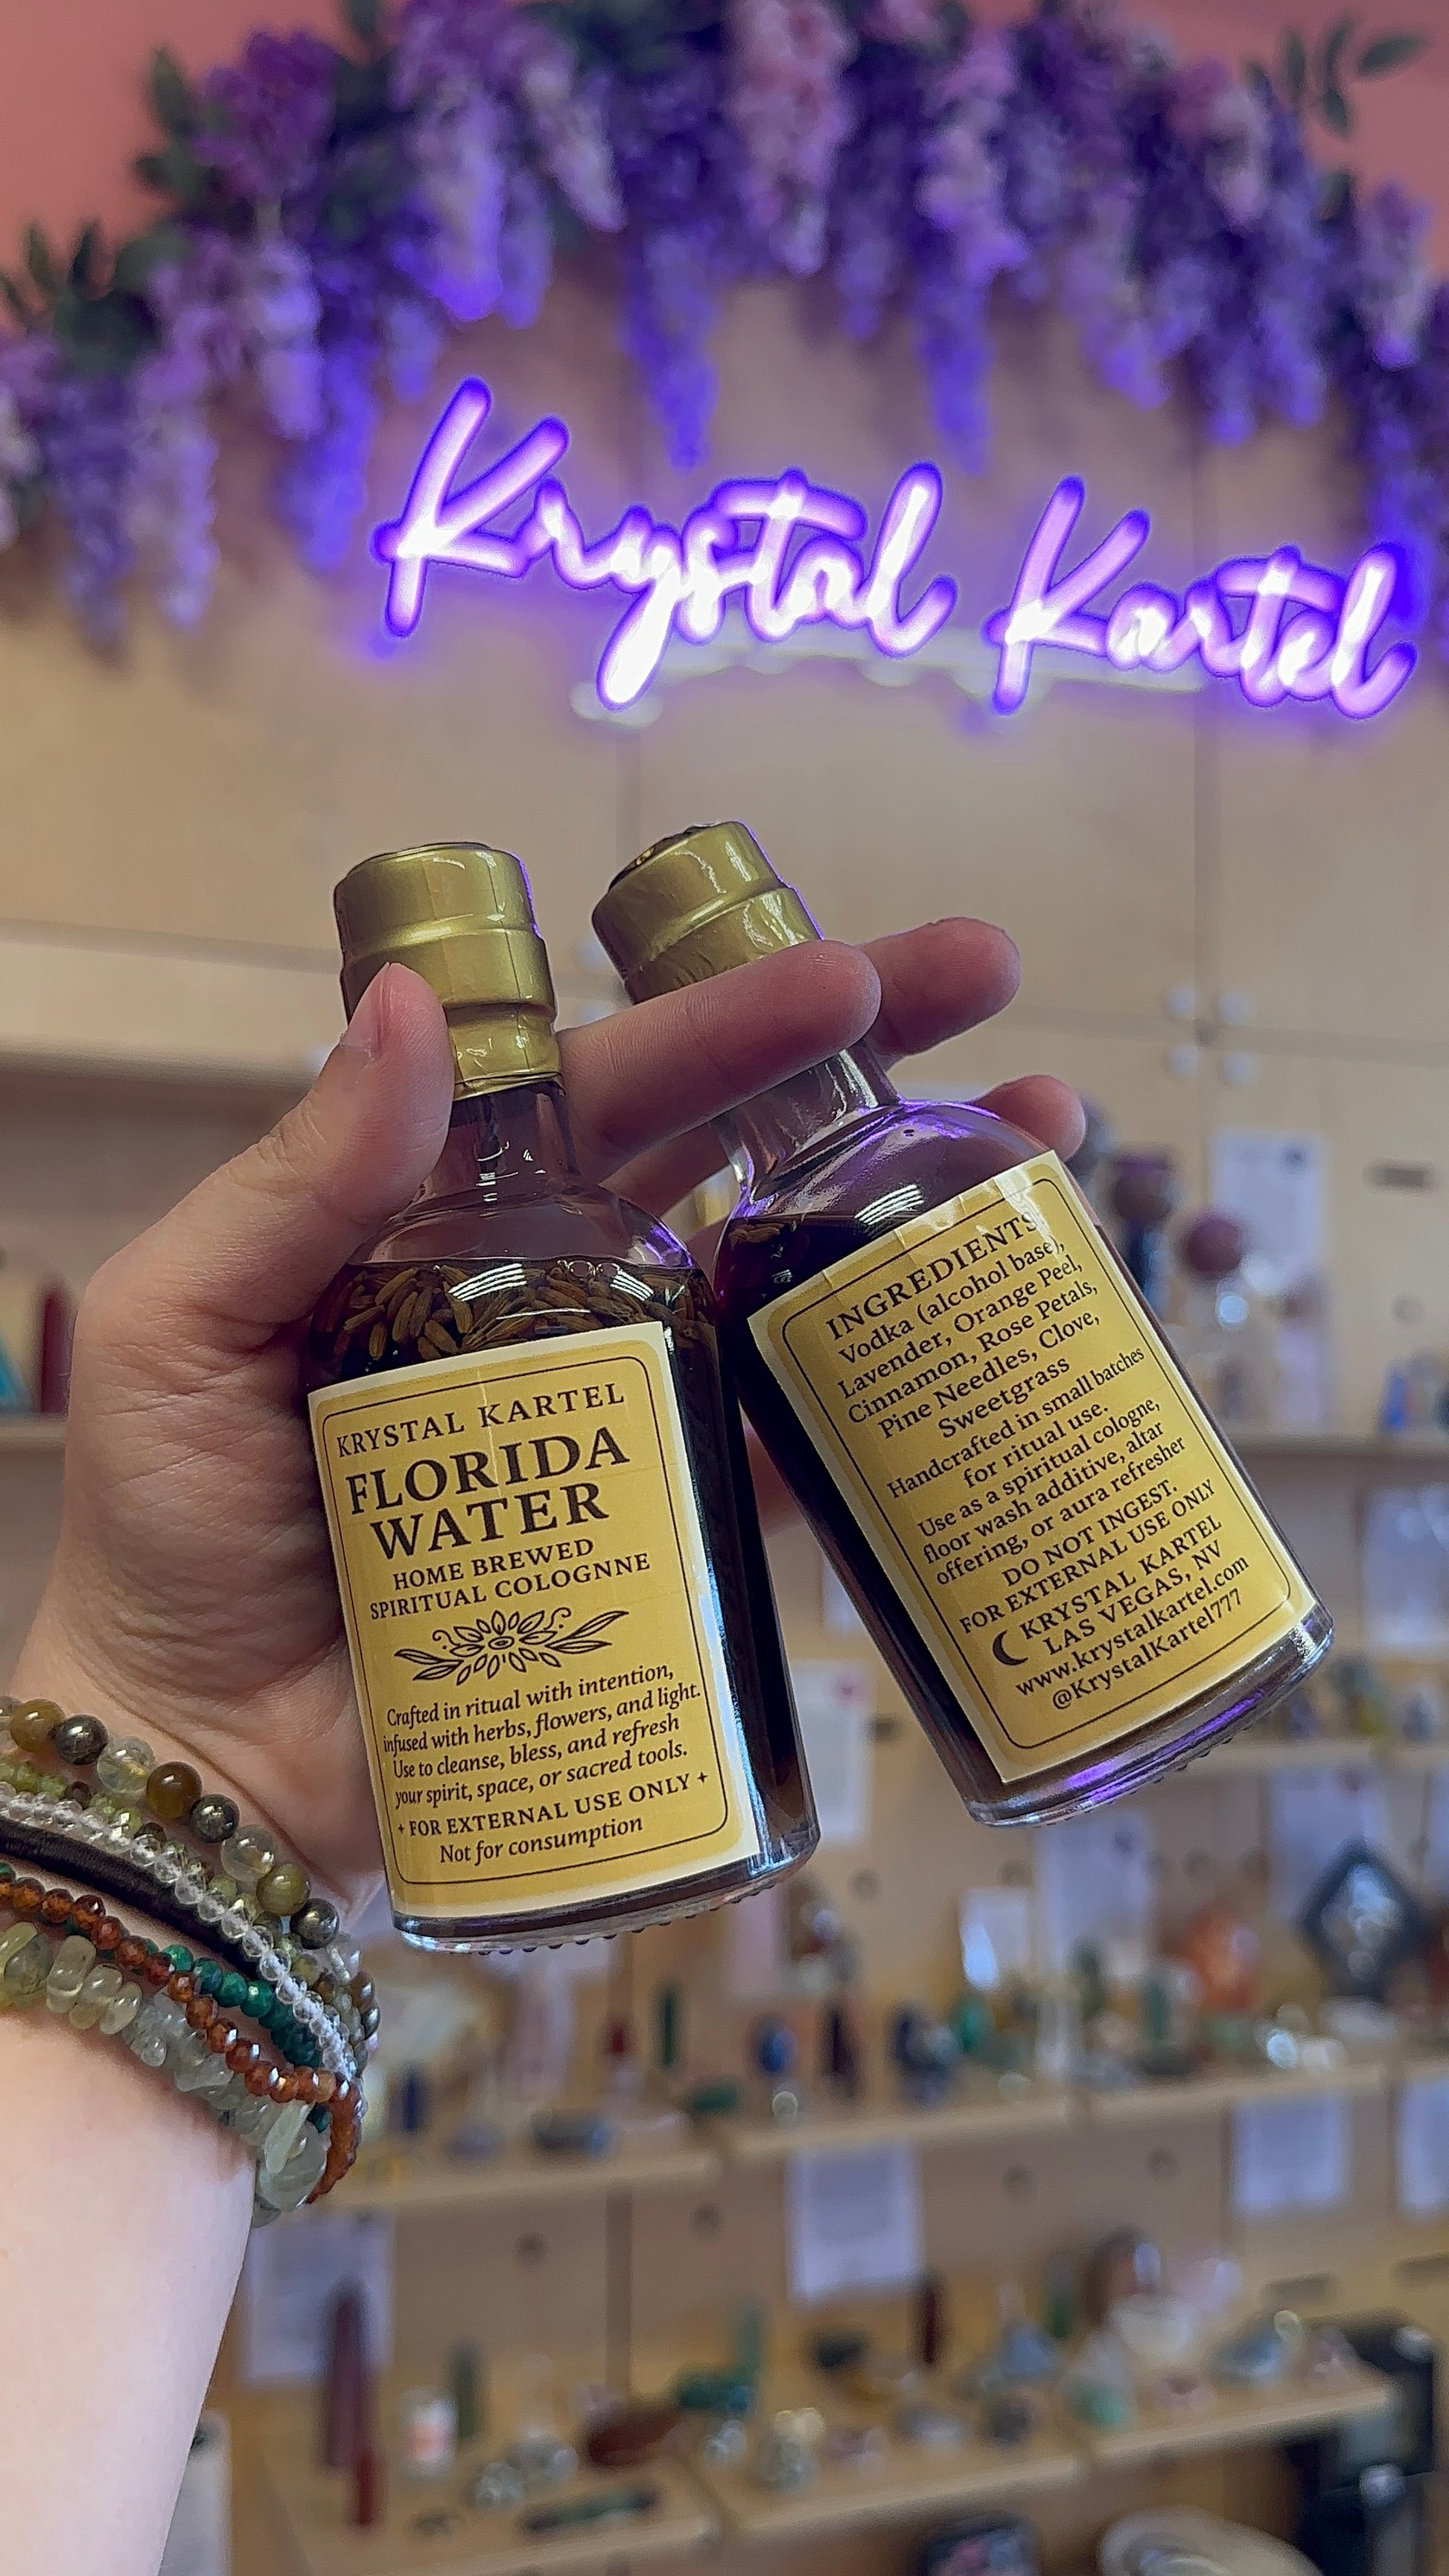 Krystal Kartel
KRYSTAL KARTEL
FLORIDA
WATER
HOME BREWED
SPIRITUAL COLOGNNE
Crafted in ritual with intention,
infused with herbs, flowers, and light.
Use to cleanse, bless, and refresh
your spirit, space, or sacred tools.
+ FOR EXTERNAL USE ONLY +
Not for consumption
INGREDIENTS
Vodka (alcohol base),
Lavender, Orange Peel,
Cinnamon, Rose Petals,
Pine Needles, Clove,
Sweetgrass
Handcrafted in small batches
for ritual use.
Use as a spiritual cologne,
floor wash additive, altar
offering, or aura refresher
DO NOT INGEST.
FOR EXTERNAL USE ONLY
KRYSTAL KARTEL
LAS VEGAS, NV
www.krystalkartel.com
@KrystalKartel777